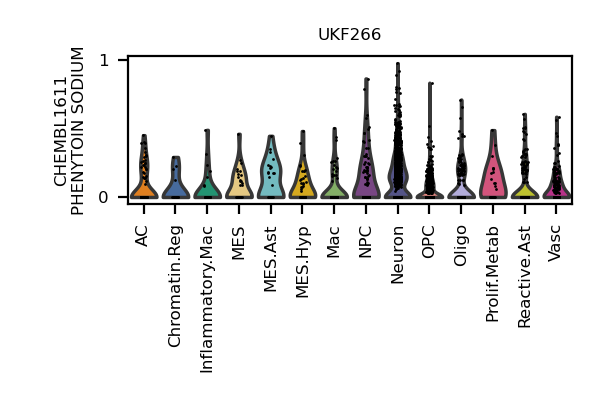 UKF266
CHEMBL1611
PHENYTOIN SODIUM
1
0
AC
Chromatin.Reg
Inflammatory.Mac
MES
MES.Ast
MES.Hyp
Mac
NPC
Neuron
OPC
Oligo
Prolif.Metab
Reactive.Ast
Vasc